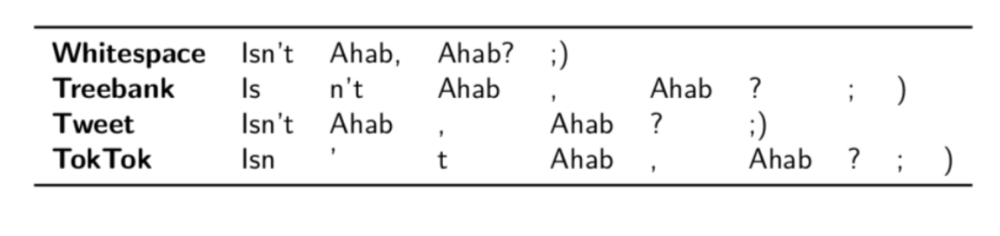 Whitespace Isn't Ahab, Ahab? ;)
Treebank Is n't Ahab , Ahab ? ; )
Tweet Isn't Ahab , Ahab ? ;)
TokTok Isn ' t Ahab , Ahab ? ; )